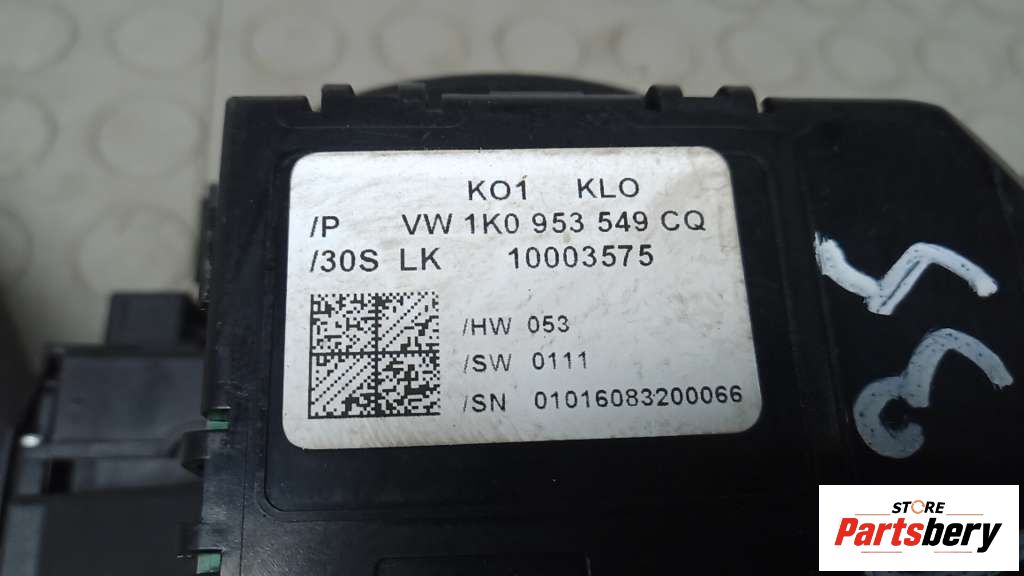 KO1 KLO
/P VW 1K0 953 549 CQ
/30S LK 10003575
/HW 053
/SW 0111
/SN 01016083200066
STORE
Partsbery